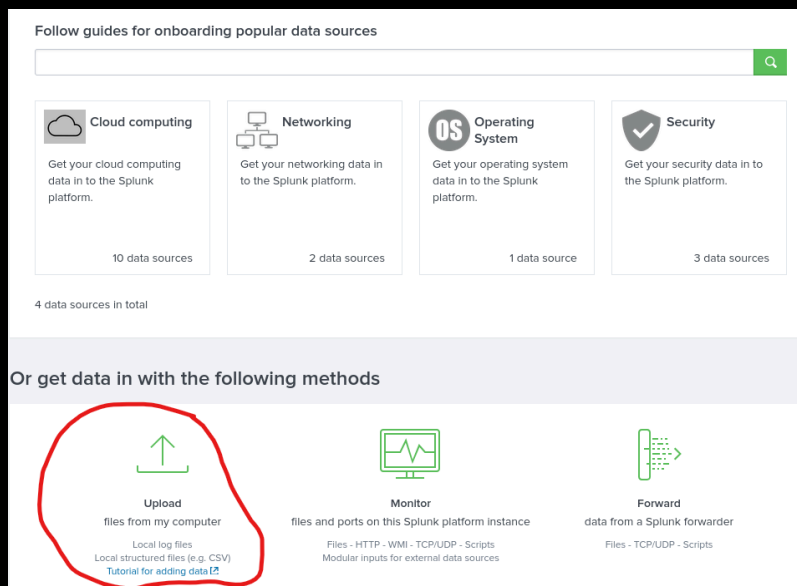 Follow guides for onboarding popular data sources
Cloud computing
Get your cloud computing
data in to the Splunk
platform.
10 data sources
Networking
Get your networking data in
to the Splunk platform.
2 data sources
OS
Operating
System
Get your operating system
data in to the Splunk
platform.
1 data source
Security
Get your security data in to
the Splunk platform.
3 data sources
4 data sources in total
Or get data in with the following methods
Upload
files from my computer
Local log files
Local structured files (e.g. CSV)
Tutorial for adding data
Monitor
files and ports on this Splunk platform instance
Files - HTTP - WMI - TCP/UDP - Scripts
Modular inputs for external data sources
Forward
data from a Splunk forwarder
Files - TCP/UDP - Scripts